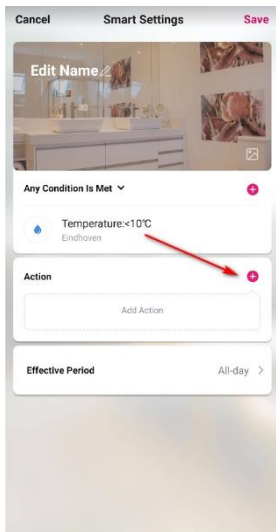 Cancel Smart Settings Save
Edit Name
Any Condition Is Met
Temperature:<10°C
Eindhoven
Action
Add Action
Effective Period All-day